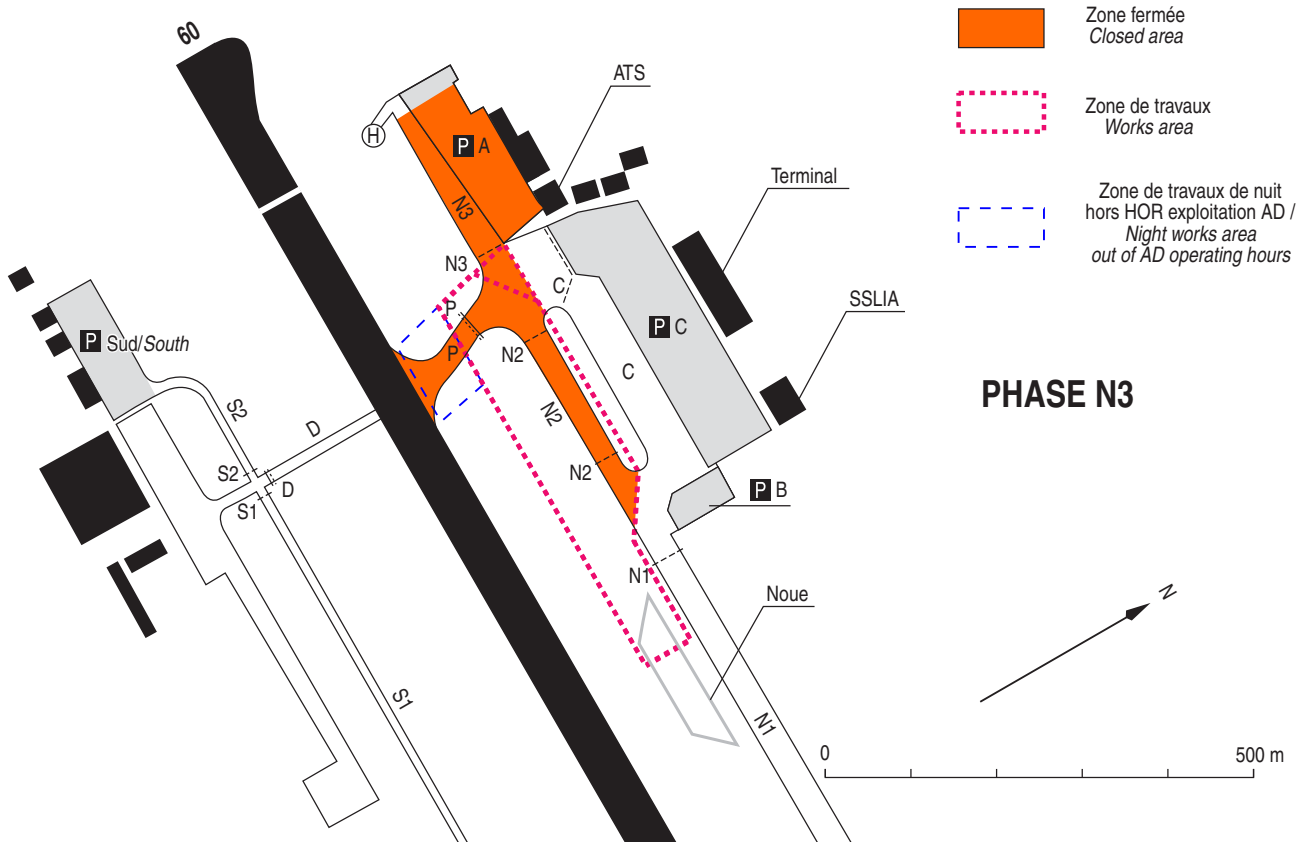 Zone fermée
Closed area
Zone de travaux
Works area
Zone de travaux de nuit
hors HOR exploitation AD /
Night works area
out of AD operating hours
PHASE N3
60
ATS
H
P A
Terminal
N3
N3
C
SSLIA
P
P C
P Sud/South
P
N2
C
N2
S2
D
N2
S2
D
S1
P B
N1
Noue
N
S1
N1
0
500 m